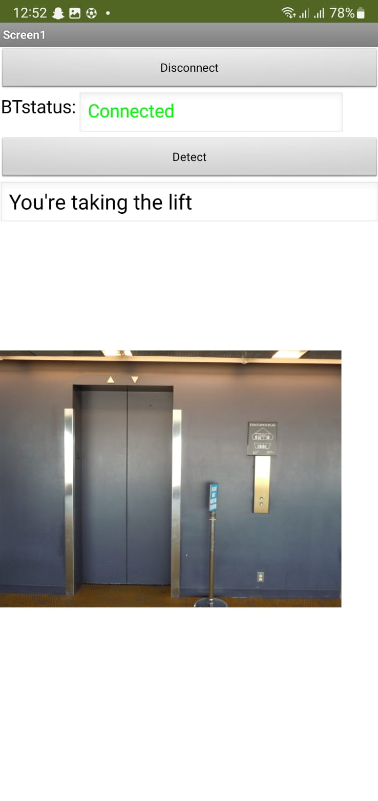 12:52
78%
Screen1
Disconnect
BTstatus: Connected
Detect
You're taking the lift